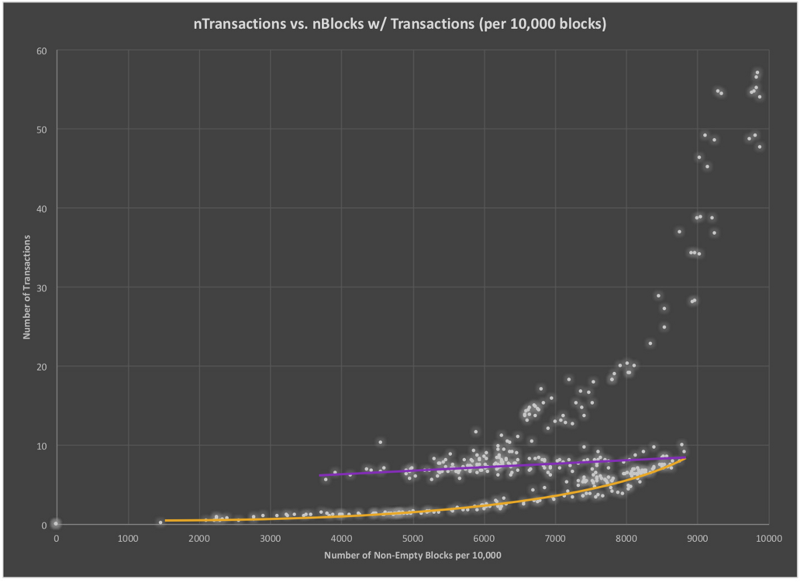 nTransactions vs. nBlocks w/ Transactions (per 10,000 blocks)
60
50
40
30
20
10
0
Number of Transactions
0 1000 2000 3000 4000 5000 6000 7000 8000 9000 10000
Number of Non-Empty Blocks per 10,000